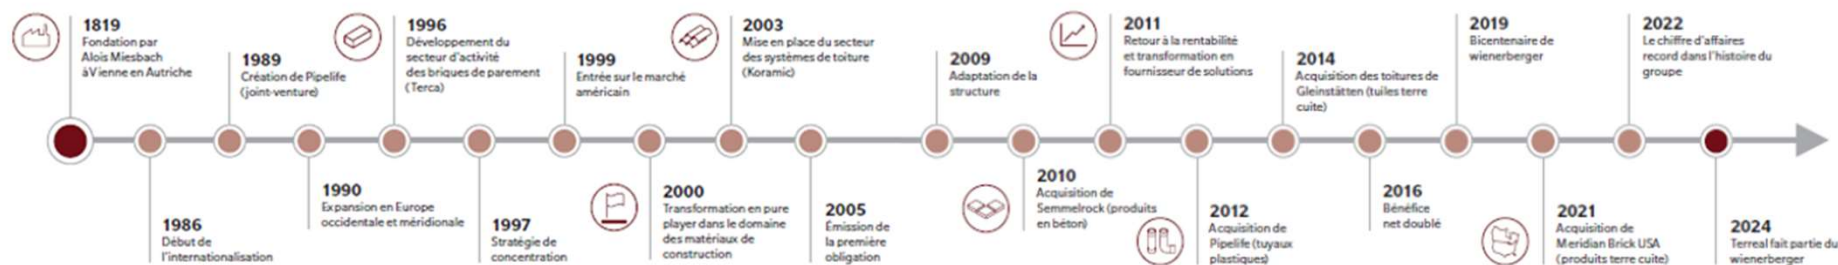 1819
Fondation par
Alois Miesbach
à Vienne en Autriche
1986
Début de
l'internationalisation
1989
Création de Pipelife
(joint-venture)
1990
Expansion en Europe
occidentale et méridionale
1996
Développement du
secteur d'activité
des briques de parement
(Terca)
1997
Stratégie de
concentration
1999
Entrée sur le marché
américain
2000
Transformation en pure
player dans le domaine
des matériaux de
construction
2003
Mise en place du secteur
des systèmes de toiture
(Koramic)
2005
Émission de
la première
obligation
2009
Adaptation de la
structure
2010
Acquisition de
Semmelrock (produits
en béton)
2011
Retour à la rentabilité
et transformation en
fournisseur de solutions
2012
Acquisition de
Pipelife (tuyaux
plastiques)
2014
Acquisition des toitures de
Gleinstätten (tuiles terre
cuite)
2016
Bénéfice
net doublé
2019
Bicentenaire de
wienerberger
2021
Acquisition de
Meridian Brick USA
(produits terre cuite)
2022
Le chiffre d'affaires
record dans l'histoire du
groupe
2024
Terreal fait partie du
wienerberger